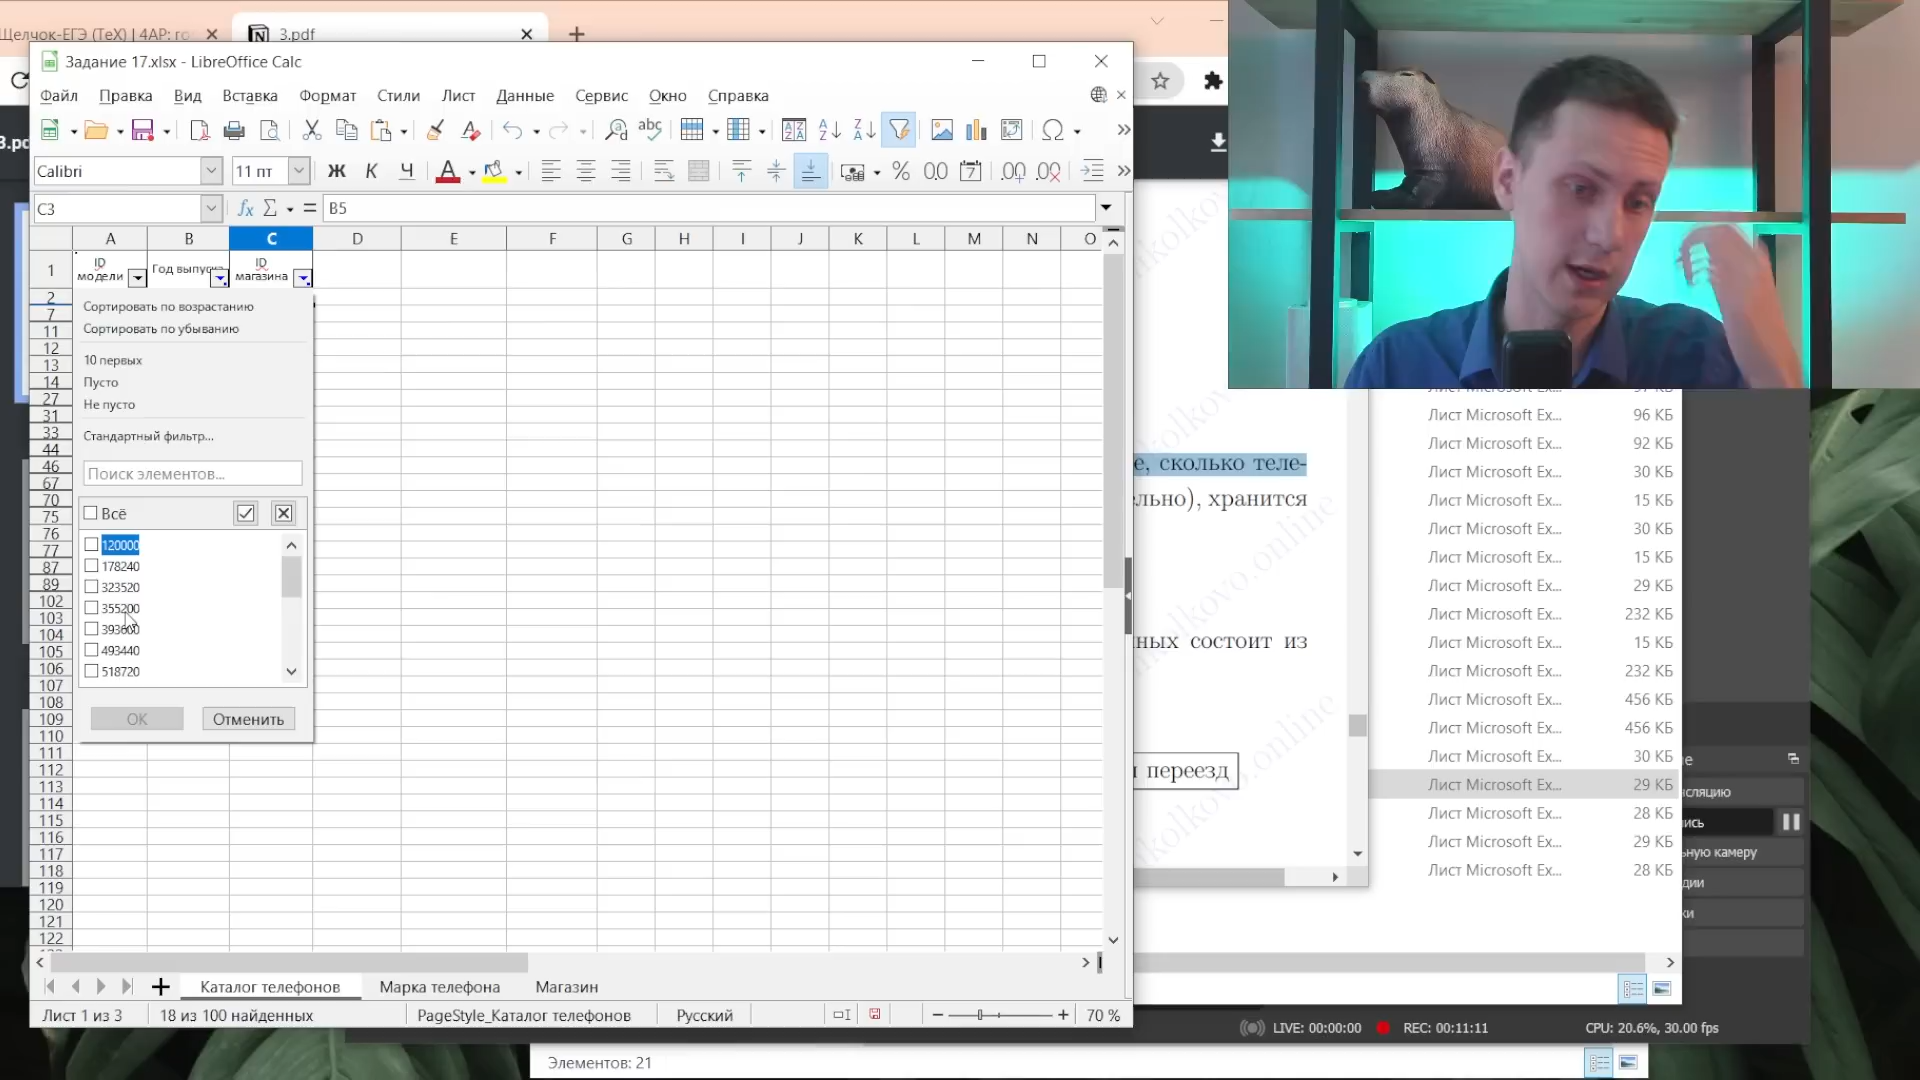 Щелчок-ЕГЭ (TeX) | 4АР: го
3.pdf
Задание 17.xlsx - LibreOffice Calc
Файл Правка Вид Вставка Формат Стили Лист Данные Сервис Окно Справка
Calibri 11 пт Ж К Ч
C3 fx Σ = B5
A B C D E F G H I J K L M N O
1 ID модели Год выпуск ID магазина
2
7
11
12
13
14
27
31
33
44
46
67
70
75
76
77
87
89
102
103
104
105
106
107
108
109
110
111
112
113
114
115
116
117
118
119
120
121
122
Сортировать по возрастанию
Сортировать по убыванию
10 первых
Пусто
Не пусто
Стандартный фильтр...
Поиск элементов...
Всё
120000
178240
323520
355200
393600
493440
518720
ОК Отменить
Каталог телефонов Марка телефона Магазин
Лист 1 из 3 18 из 100 найденных PageStyle_Каталог телефонов Русский 70 %
е, сколько теле-
ельно), хранится
ных состоит из
переезд
Лист Microsoft Ex... 96 КБ
Лист Microsoft Ex... 92 КБ
Лист Microsoft Ex... 30 КБ
Лист Microsoft Ex... 15 КБ
Лист Microsoft Ex... 30 КБ
Лист Microsoft Ex... 15 КБ
Лист Microsoft Ex... 29 КБ
Лист Microsoft Ex... 232 КБ
Лист Microsoft Ex... 15 КБ
Лист Microsoft Ex... 232 КБ
Лист Microsoft Ex... 456 КБ
Лист Microsoft Ex... 456 КБ
Лист Microsoft Ex... 30 КБ
Лист Microsoft Ex... 29 КБ
Лист Microsoft Ex... 28 КБ
Лист Microsoft Ex... 29 КБ
Лист Microsoft Ex... 28 КБ
нсляцию
ись
ьную камеру
дии
ки
LIVE: 00:00:00 REC: 00:11:11 CPU: 20.6%, 30.00 fps
Элементов: 21